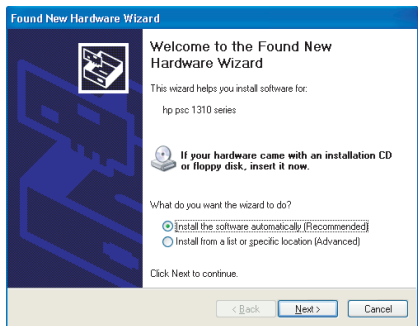 Found New Hardware Wizard
Welcome to the Found New
Hardware Wizard
This wizard helps you install software for:
hp psc 1310 series
If your hardware came with an installation CD
or floppy disk, insert it now.
What do you want the wizard to do?
Install the software automatically (Recommended)
Install from a list or specific location (Advanced)
Click Next to continue.
< Back Next > Cancel